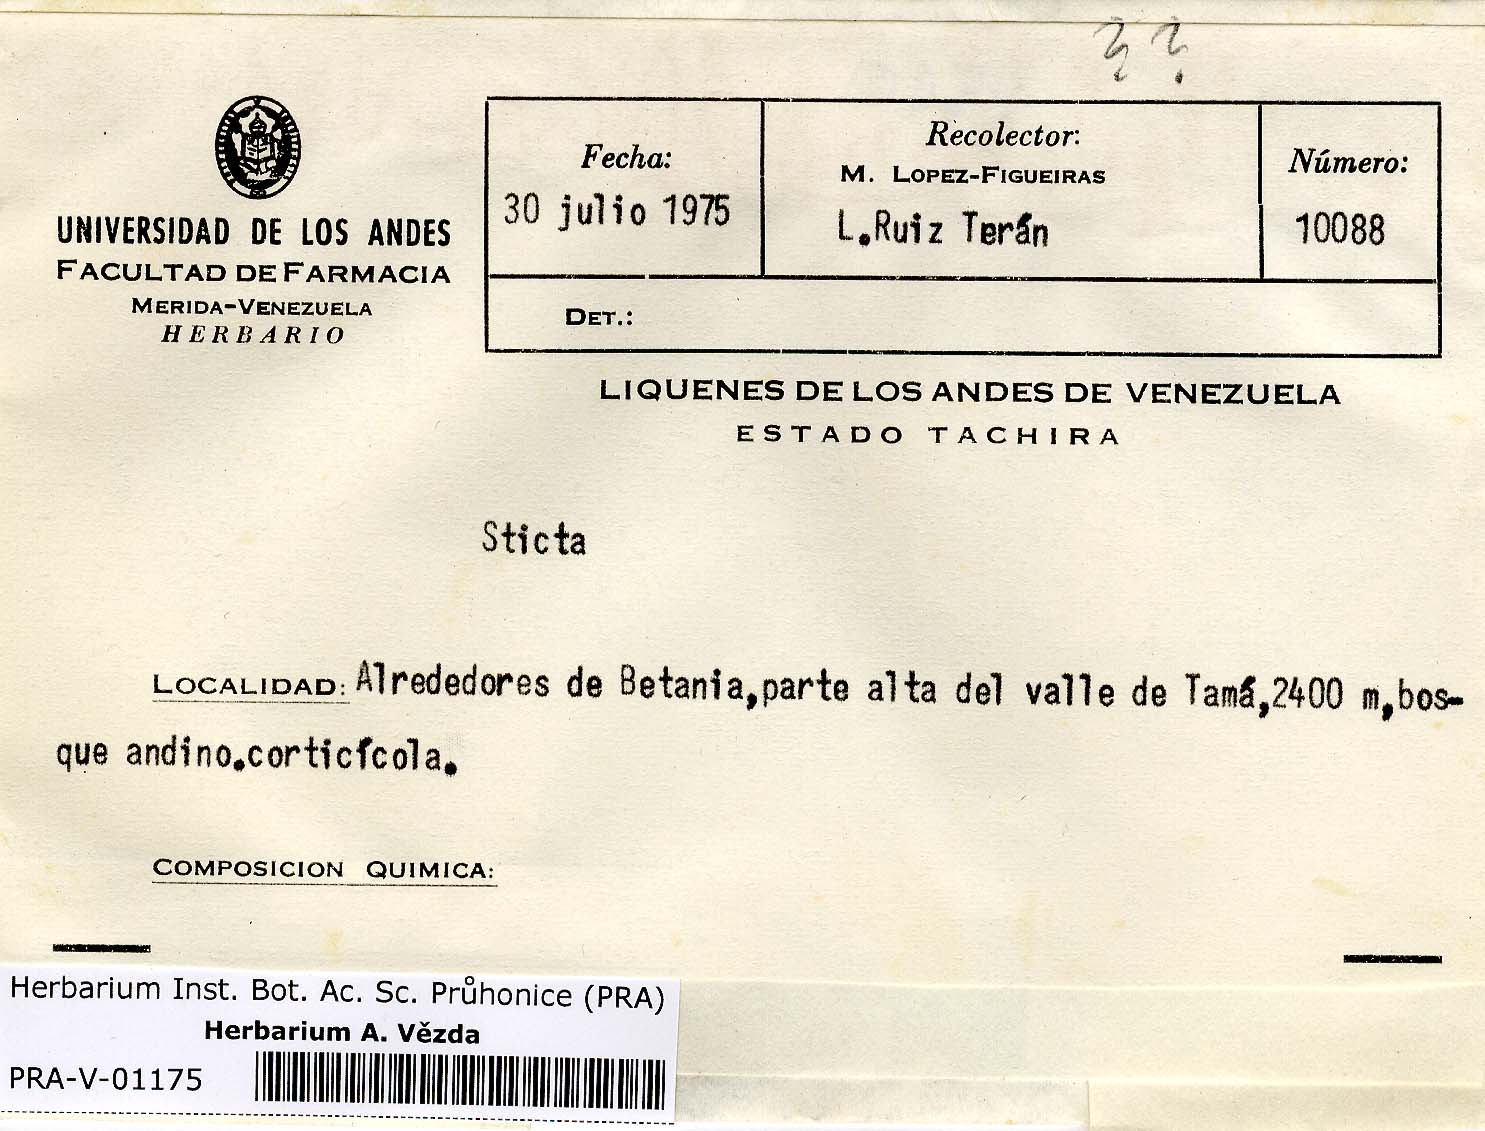 ? ?
UNIVERSIDAD DE LOS ANDES
FACULTAD DE FARMACIA
MERIDA-VENEZUELA
HERBARIO
Fecha:
30 julio 1975
Recolector:
M. LOPEZ-FIGUEIRAS
L.Ruiz Terán
Número:
10088
DET.:
LIQUENES DE LOS ANDES DE VENEZUELA
ESTADO TACHIRA
Sticta
LOCALIDAD: Alrededores de Betania,parte alta del valle de Tamá,2400 m,bos-
que andino.cortícícola.
COMPOSICION QUIMICA:
Herbarium Inst. Bot. Ac. Sc. Průhonice (PRA)
Herbarium A. Vězda
PRA-V-01175